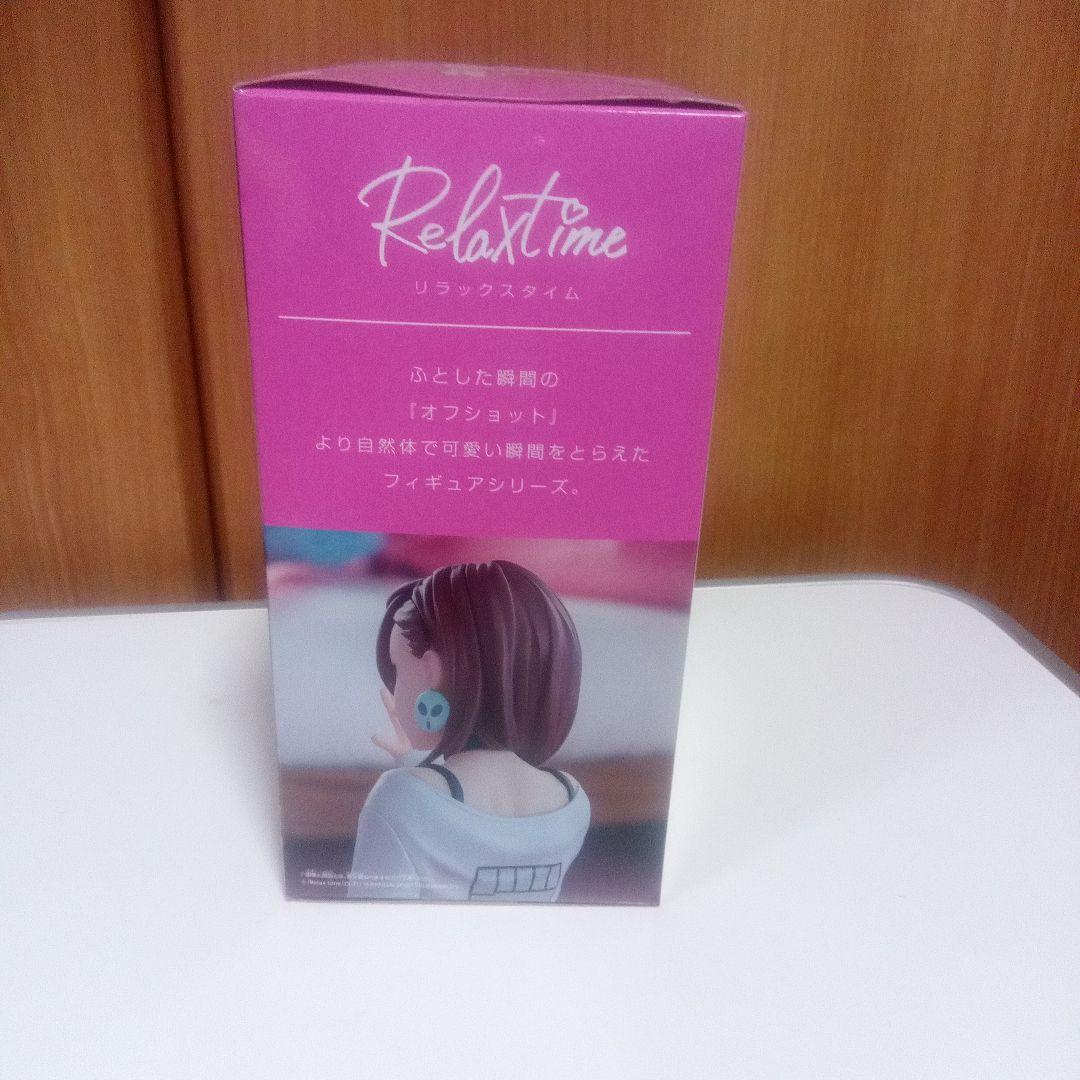 Relaxtime
リラックスタイム
ふとした瞬間の
『オフショット』
より自然体で可愛い瞬間をとらえた
フィギュアシリーズ。